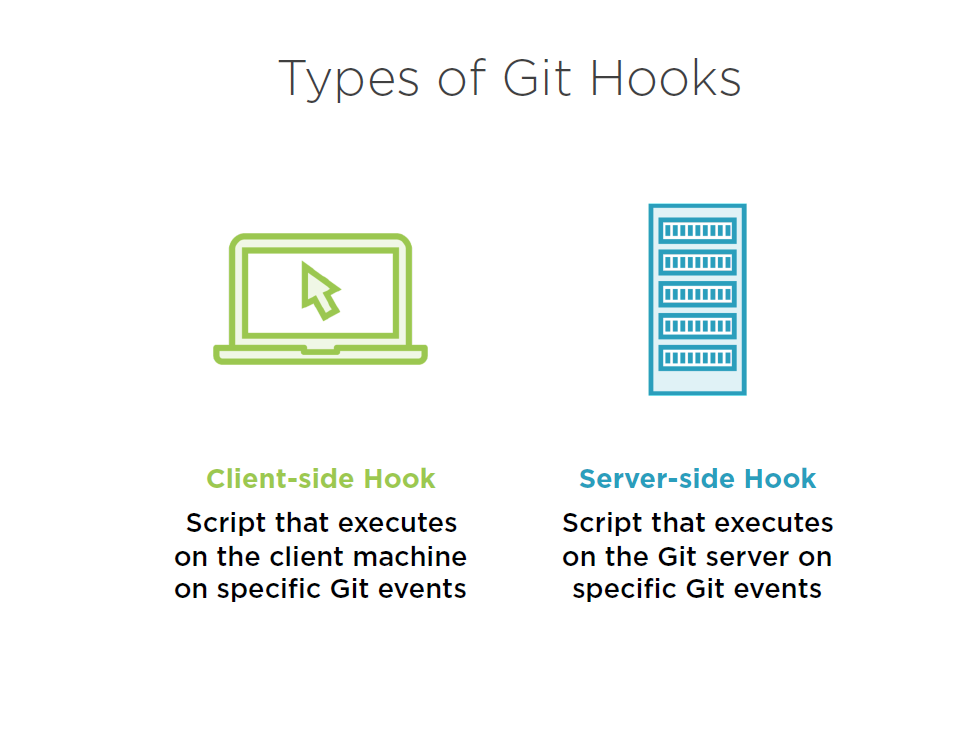 Types of Git Hooks
Client-side Hook
Script that executes
on the client machine
on specific Git events
Server-side Hook
Script that executes
on the Git server on
specific Git events